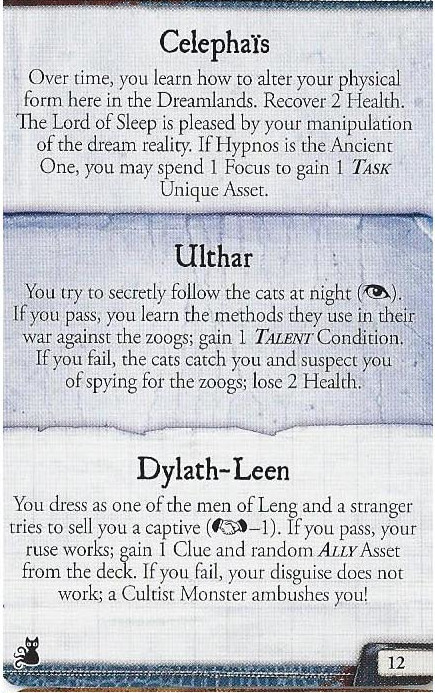 Celephaïs
Over time, you learn how to alter your physical
form here in the Dreamlands. Recover 2 Health.
The Lord of Sleep is pleased by your manipulation
of the dream reality. If Hypnos is the Ancient
One, you may spend 1 Focus to gain 1 TASK
Unique Asset.
Ulthar
You try to secretly follow the cats at night ( ).
If you pass, you learn the methods they use in their
war against the zoogs; gain 1 TALENT Condition.
If you fail, the cats catch you and suspect you
of spying for the zoogs; lose 2 Health.
Dylath-Leen
You dress as one of the men of Leng and a stranger
tries to sell you a captive ( –1). If you pass, your
ruse works; gain 1 Clue and random ALLY Asset
from the deck. If you fail, your disguise does not
work; a Cultist Monster ambushes you!
12